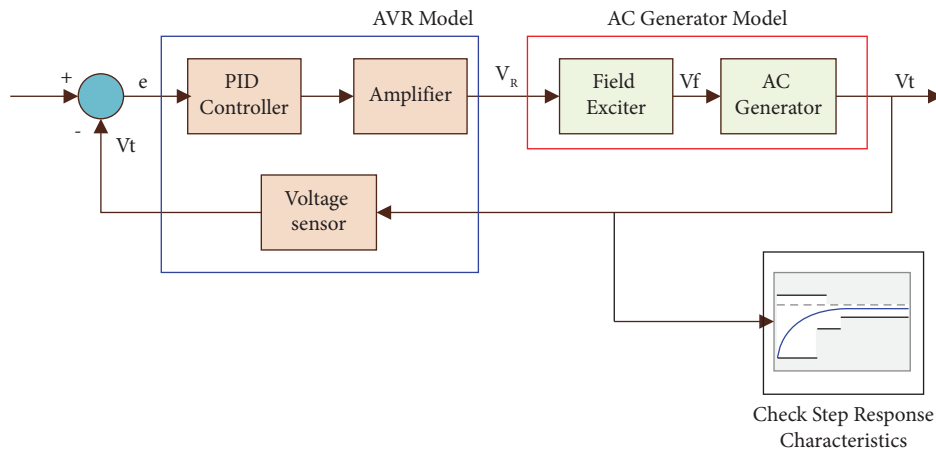 AVR Model
AC Generator Model
+
e
PID
Controller
Amplifier
V_R
Field
Exciter
Vf
AC
Generator
Vt
-
Vt
Voltage
sensor
Check Step Response
Characteristics